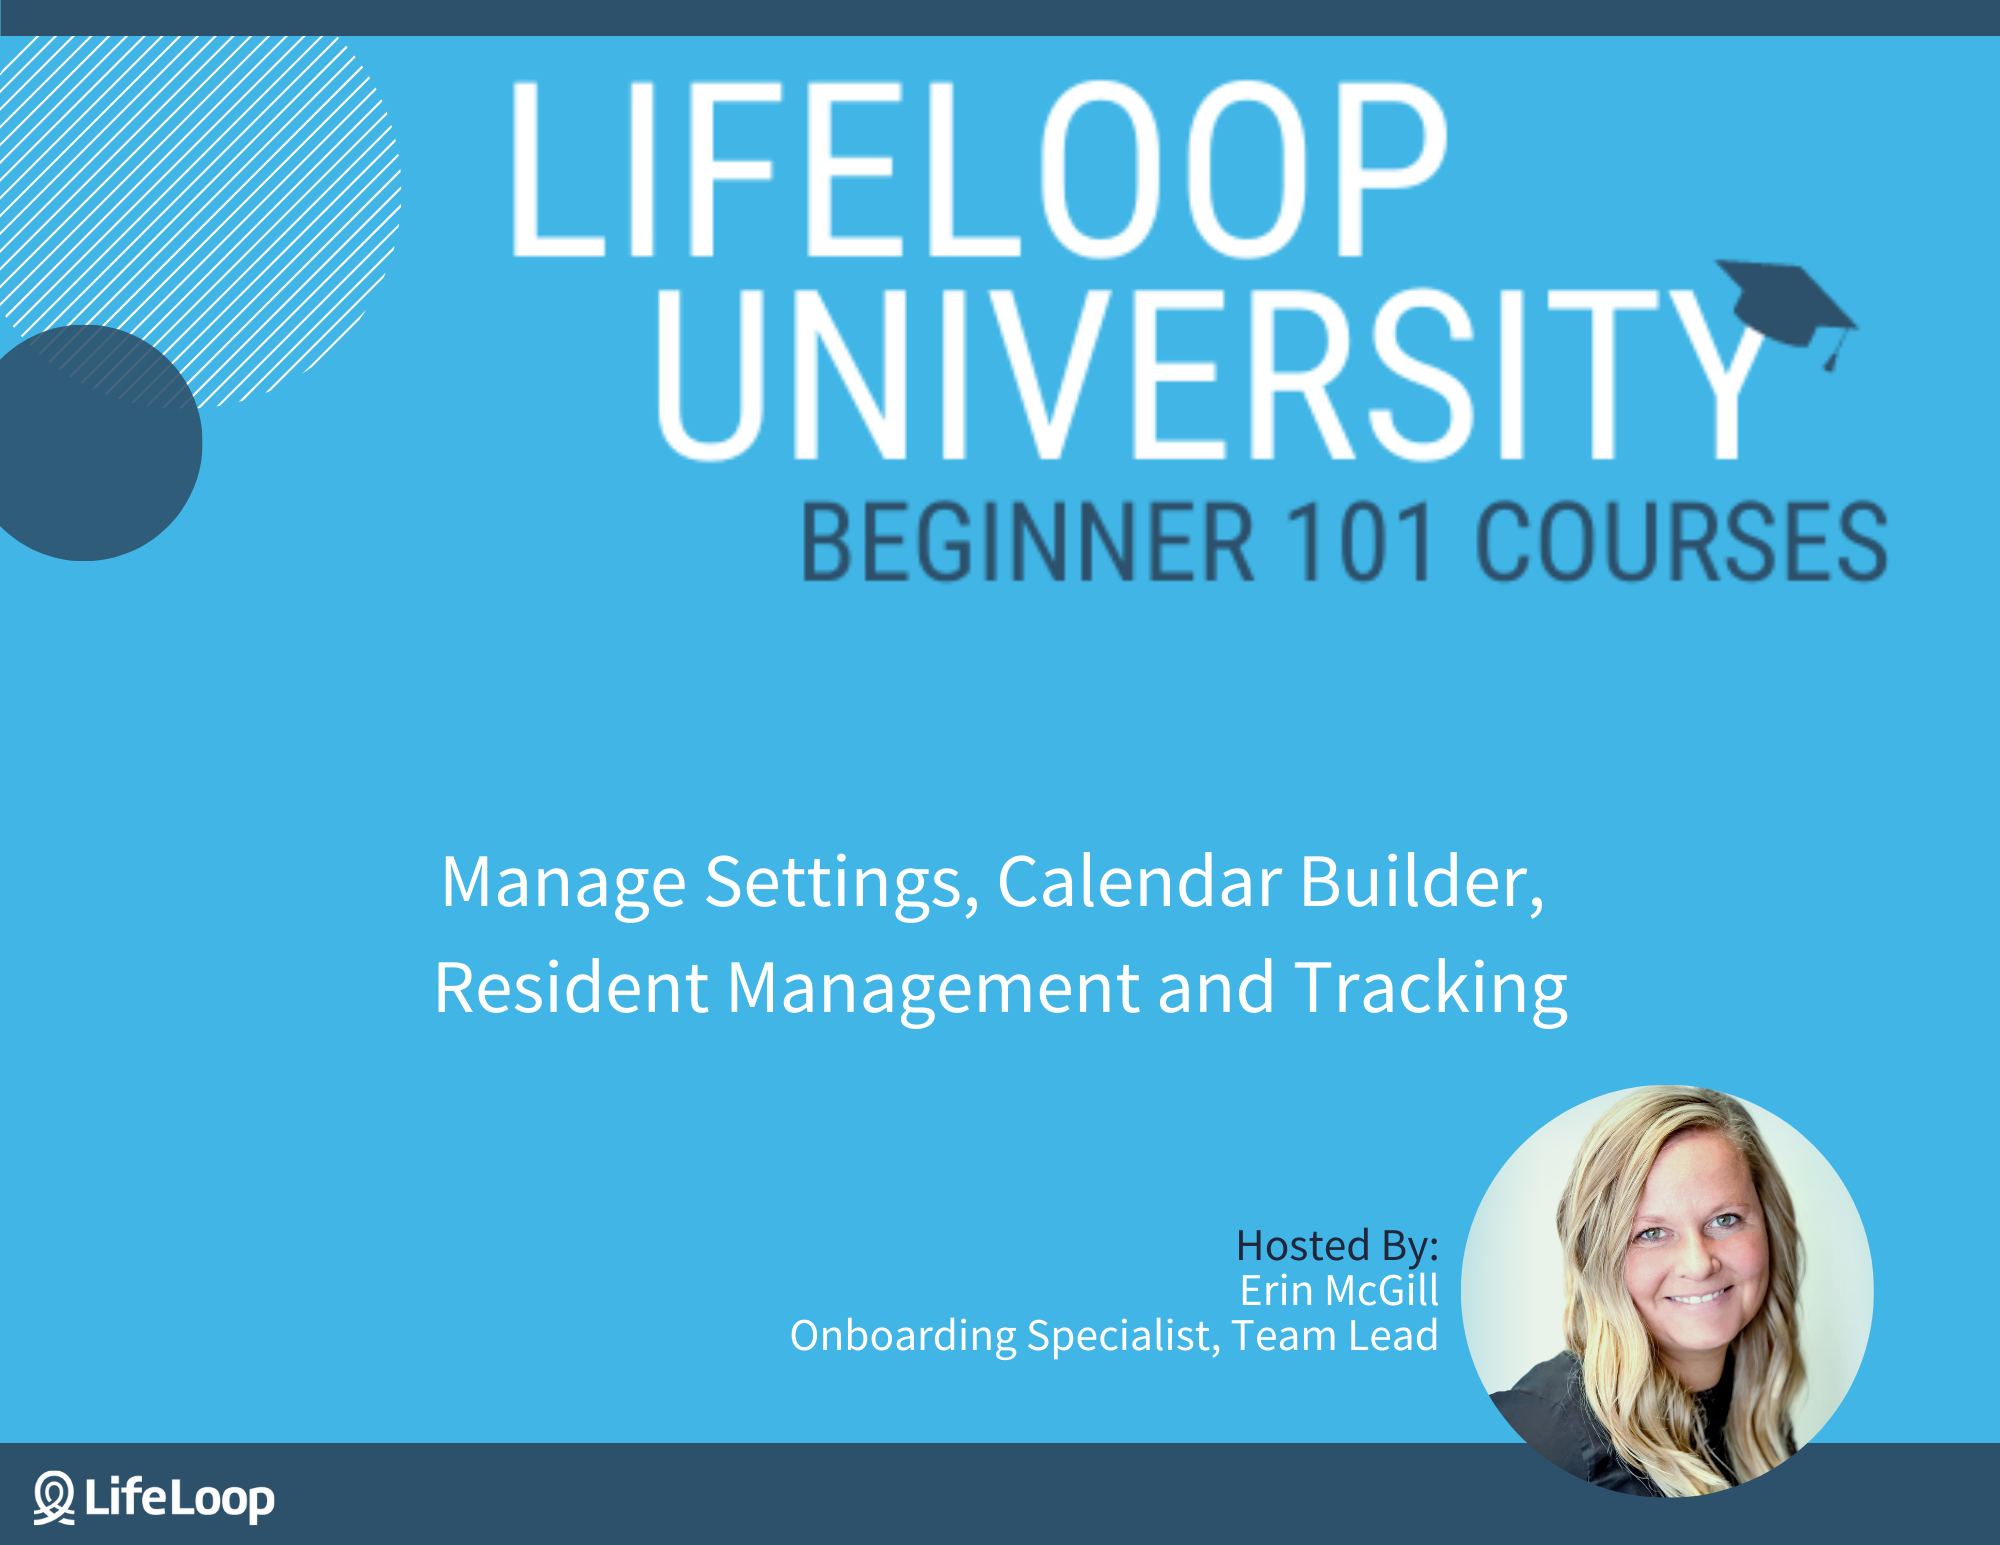 LIFELOOP
UNIVERSITY
BEGINNER 101 COURSES
Manage Settings, Calendar Builder,
Resident Management and Tracking
Hosted By:
Erin McGill
Onboarding Specialist, Team Lead
LifeLoop